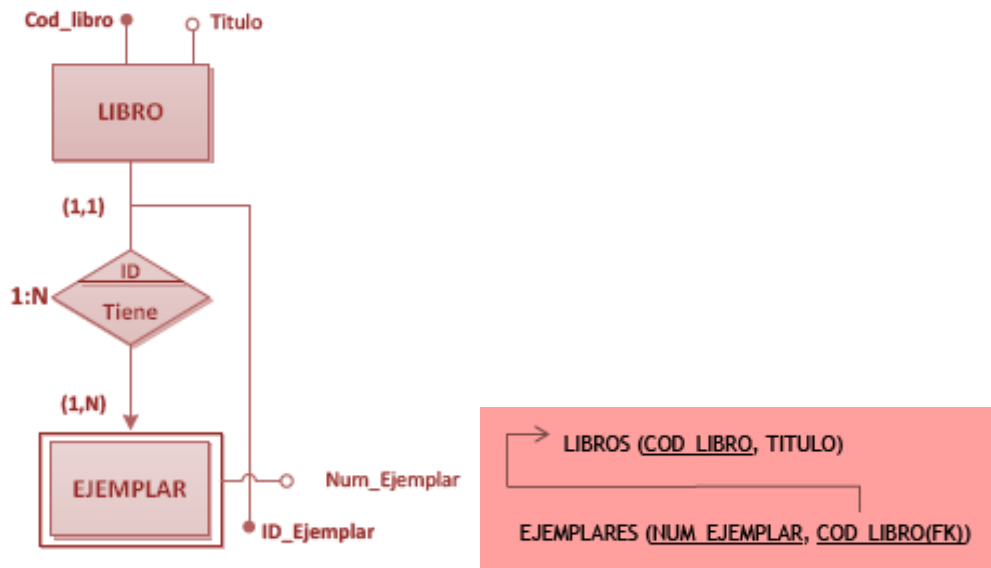 Cod_libro
Titulo
LIBRO
(1,1)
ID
1:N
Tiene
(1,N)
EJEMPLAR
Num_Ejemplar
ID_Ejemplar
LIBROS (COD_LIBRO, TITULO)
EJEMPLARES (NUM_EJEMPLAR, COD_LIBRO(FK))